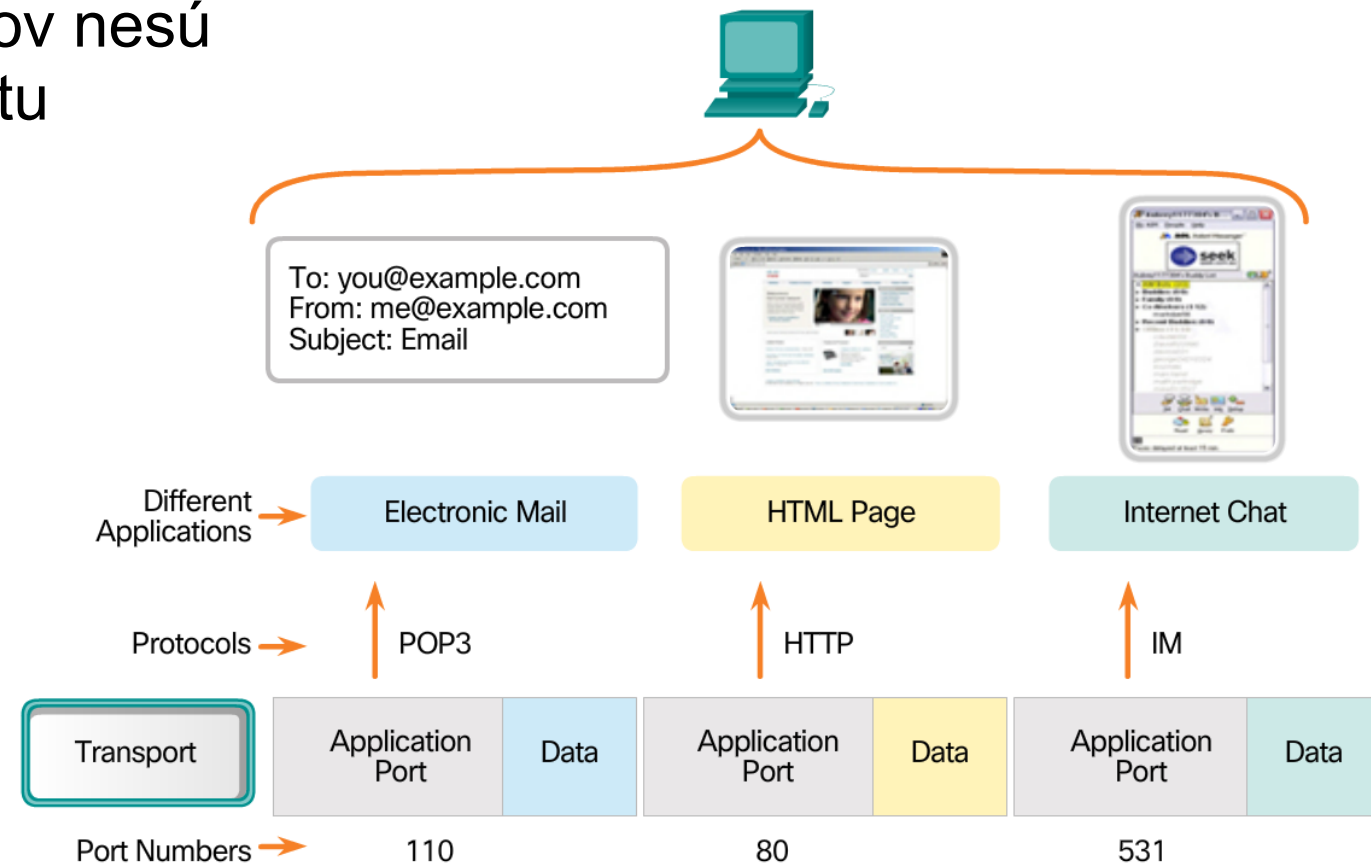 ov nesú
tu
seek
To: you@example.com
From: me@example.com
Subject: Email
Different
Applications
Electronic Mail
HTML Page
Internet Chat
Protocols
POP3
HTTP
IM
Transport
Application
Port
Data
Application
Port
Data
Application
Port
Data
Port Numbers
110
80
531